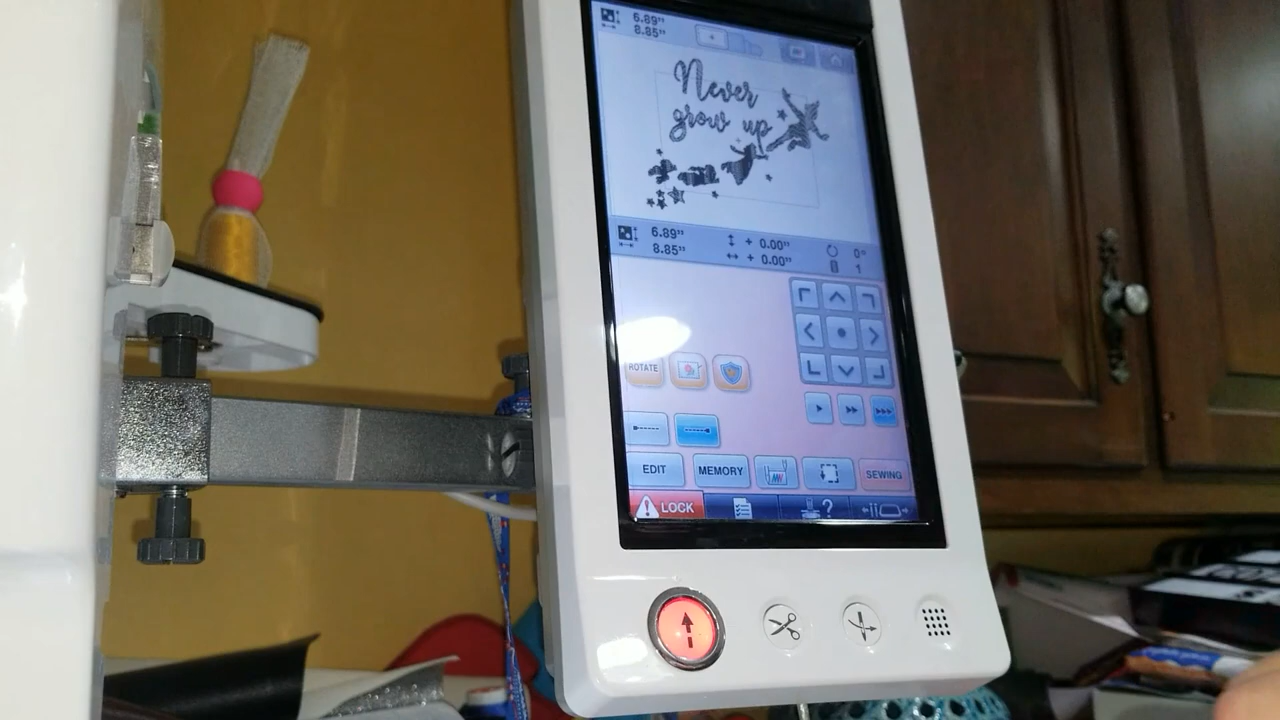 6.89"
8.85"
Never
grow up
6.89"
8.85"
+ 0.00"
+ 0.00"
0°
1
ROTATE
EDIT
MEMORY
SEWING
LOCK
?